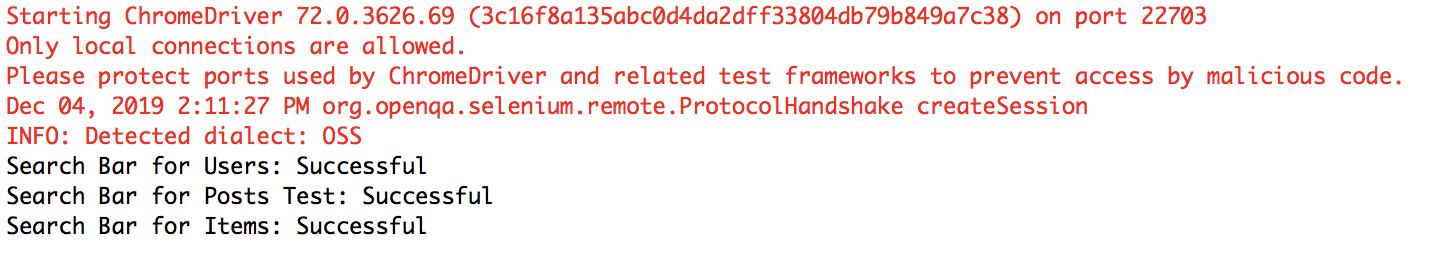 Starting ChromeDriver 72.0.3626.69 (3c16f8a135abc0d4da2dff33804db79b849a7c38) on port 22703
Only local connections are allowed.
Please protect ports used by ChromeDriver and related test frameworks to prevent access by malicious code.
Dec 04, 2019 2:11:27 PM org.openqa.selenium.remote.ProtocolHandshake createSession
INFO: Detected dialect: OSS
Search Bar for Users: Successful
Search Bar for Posts Test: Successful
Search Bar for Items: Successful